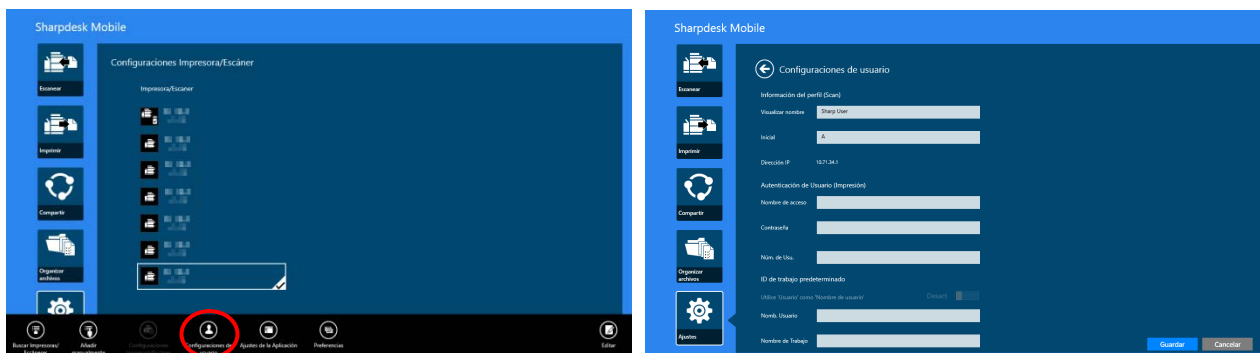 Sharpdesk Mobile
Configuraciones Impresora/Escáner
Impresora/Escaner
Escanear
Imprimir
Compartir
Organizar
archivos
Buscar Impresoras/
Escáneres
Añadir
manualmente
Configuraciones
Configuraciones de
usuario
Ajustes de la Aplicación
Preferencias
Editar
Sharpdesk Mobile
Configuraciones de usuario
Información del perfil (Scan)
Visualizar nombre
Sharp User
Inicial
A
Dirección IP
10.71.34.1
Autenticación de Usuario (Impresión)
Nombre de acceso
Contraseña
Núm. de Usu.
ID de trabajo predeterminado
Utilice 'Usuario' como 'Nombre de usuario'
Desact.
Nomb. Usuario
Nombre de Trabajo
Guardar
Cancelar
Escanear
Imprimir
Compartir
Organizar
archivos
Ajustes